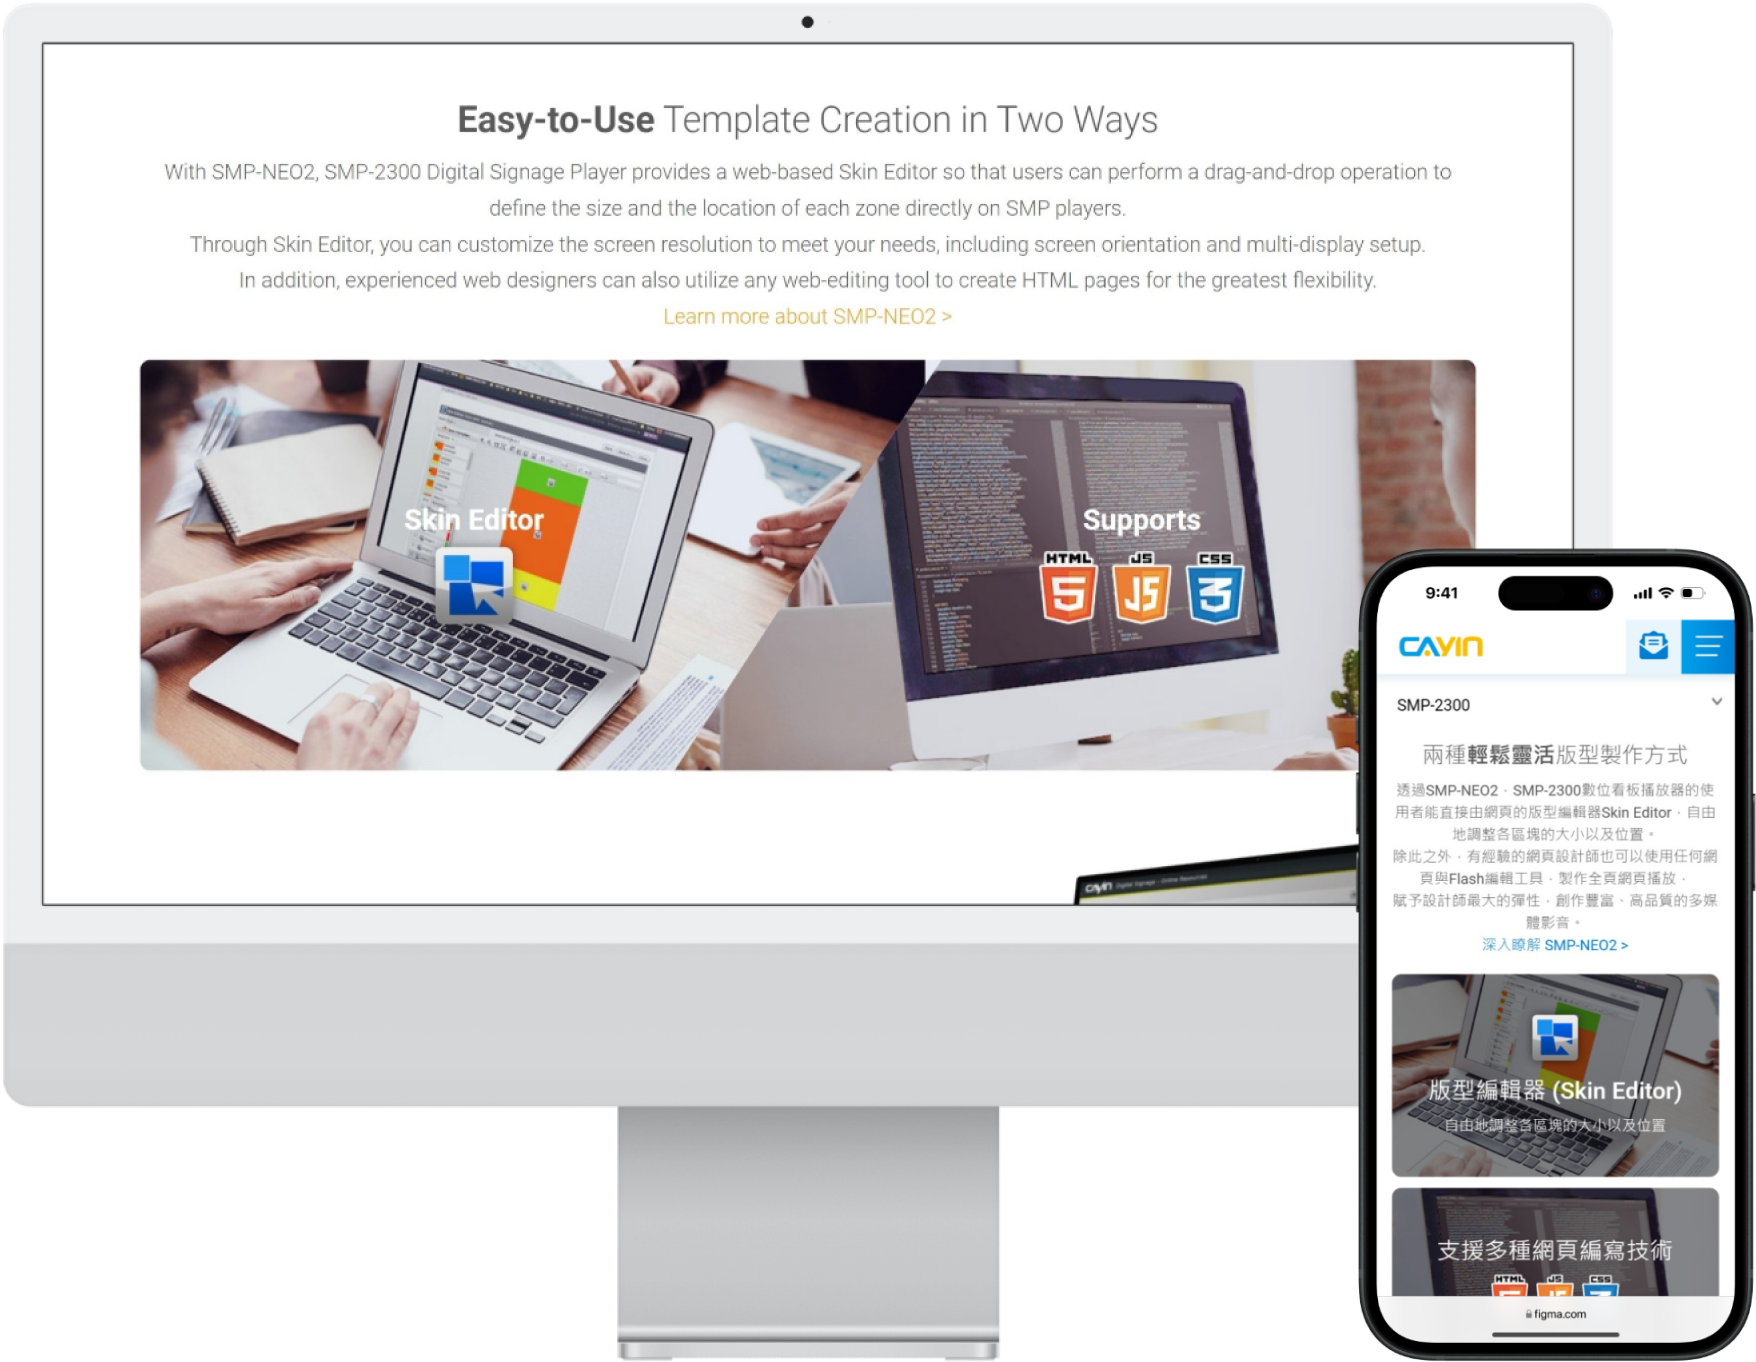 Easy-to-Use Template Creation in Two Ways
With SMP-NEO2, SMP-2300 Digital Signage Player provides a web-based Skin Editor so that users can perform a drag-and-drop operation to
define the size and the location of each zone directly on SMP players.
Through Skin Editor, you can customize the screen resolution to meet your needs, including screen orientation and multi-display setup.
In addition, experienced web designers can also utilize any web-editing tool to create HTML pages for the greatest flexibility.
Learn more about SMP-NEO2 >
Skin Editor
Supports
HTML JS CSS
5 JS 3
CAYIN Digital Signage - Online Resources
9:41
CAYIN
SMP-2300
兩種輕鬆靈活版型製作方式
透過SMP-NEO2，SMP-2300數位看板播放器的使
用者能直接由網頁的版型編輯器Skin Editor，自由
地調整各區塊的大小以及位置。
除此之外，有經驗的網頁設計師也可以使用任何網
頁與Flash編輯工具，製作全頁網頁播放，
賦予設計師最大的彈性，創作豐富、高品質的多媒
體影音。
深入瞭解 SMP-NEO2 >
版型編輯器 (Skin Editor)
自由地調整各區塊的大小以及位置
支援多種網頁編寫技術
HTML JS CSS
figma.com